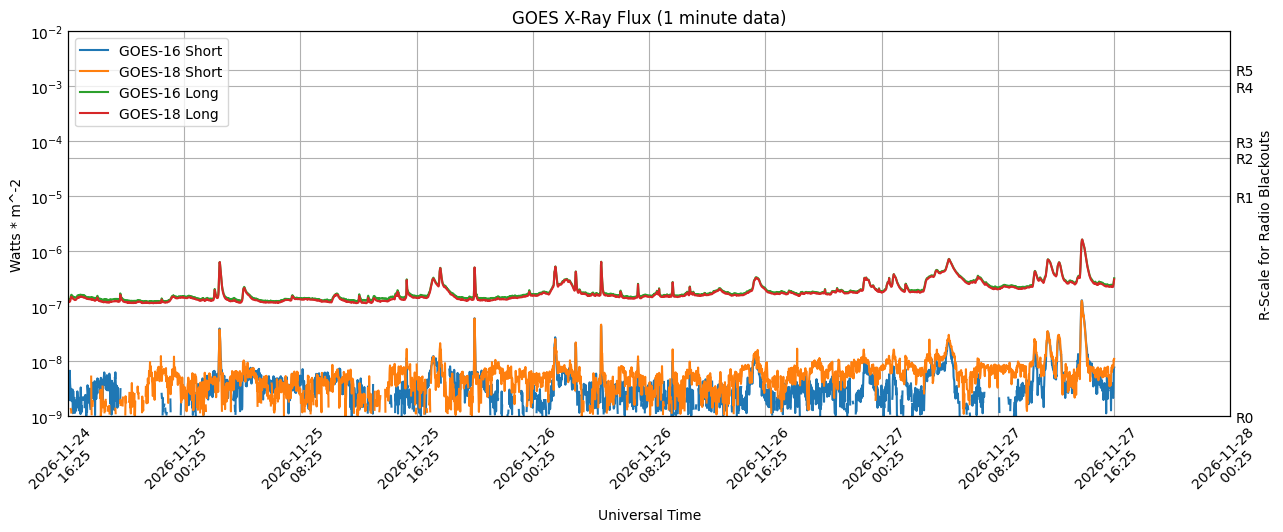 GOES X-Ray Flux (1 minute data)
GOES-16 Short
GOES-18 Short
GOES-16 Long
GOES-18 Long
10^-2
10^-3
10^-4
10^-5
10^-6
10^-7
10^-8
10^-9
Watts * m^-2
R5
R4
R3
R2
R1
R0
R-Scale for Radio Blackouts
2026-11-24
16:25
2026-11-25
00:25
2026-11-25
08:25
2026-11-25
16:25
2026-11-26
00:25
2026-11-26
08:25
2026-11-26
16:25
2026-11-27
00:25
2026-11-27
08:25
2026-11-27
16:25
2026-11-28
00:25
Universal Time